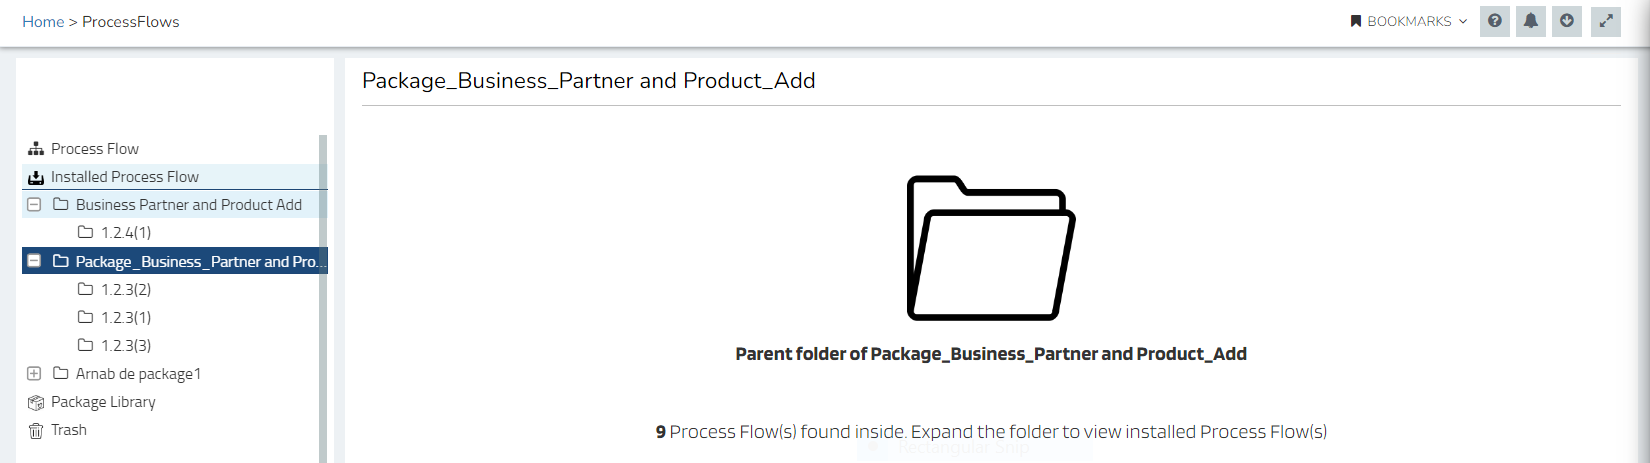 Home > ProcessFlows
BOOKMARKS
Package_Business_Partner and Product_Add
Process Flow
Installed Process Flow
Business Partner and Product Add
1.2.4(1)
Package_Business_Partner and Pro...
1.2.3(2)
1.2.3(1)
1.2.3(3)
Arnab de package1
Package Library
Trash
Parent folder of Package_Business_Partner and Product_Add
9 Process Flow(s) found inside. Expand the folder to view installed Process Flow(s)
Rectangular Snip